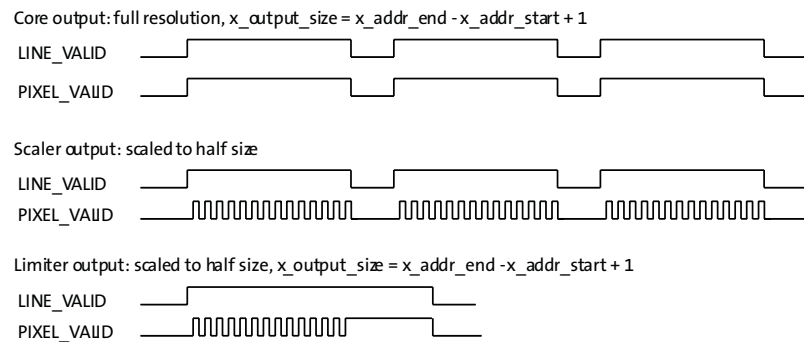 Core output: full resolution, x_output_size = x_addr_end - x_addr_start + 1
LINE_VALID
PIXEL_VALID
Scaler output: scaled to half size
LINE_VALID
PIXEL_VALID
Limiter output: scaled to half size, x_output_size = x_addr_end -x_addr_start + 1
LINE_VALID
PIXEL_VALID